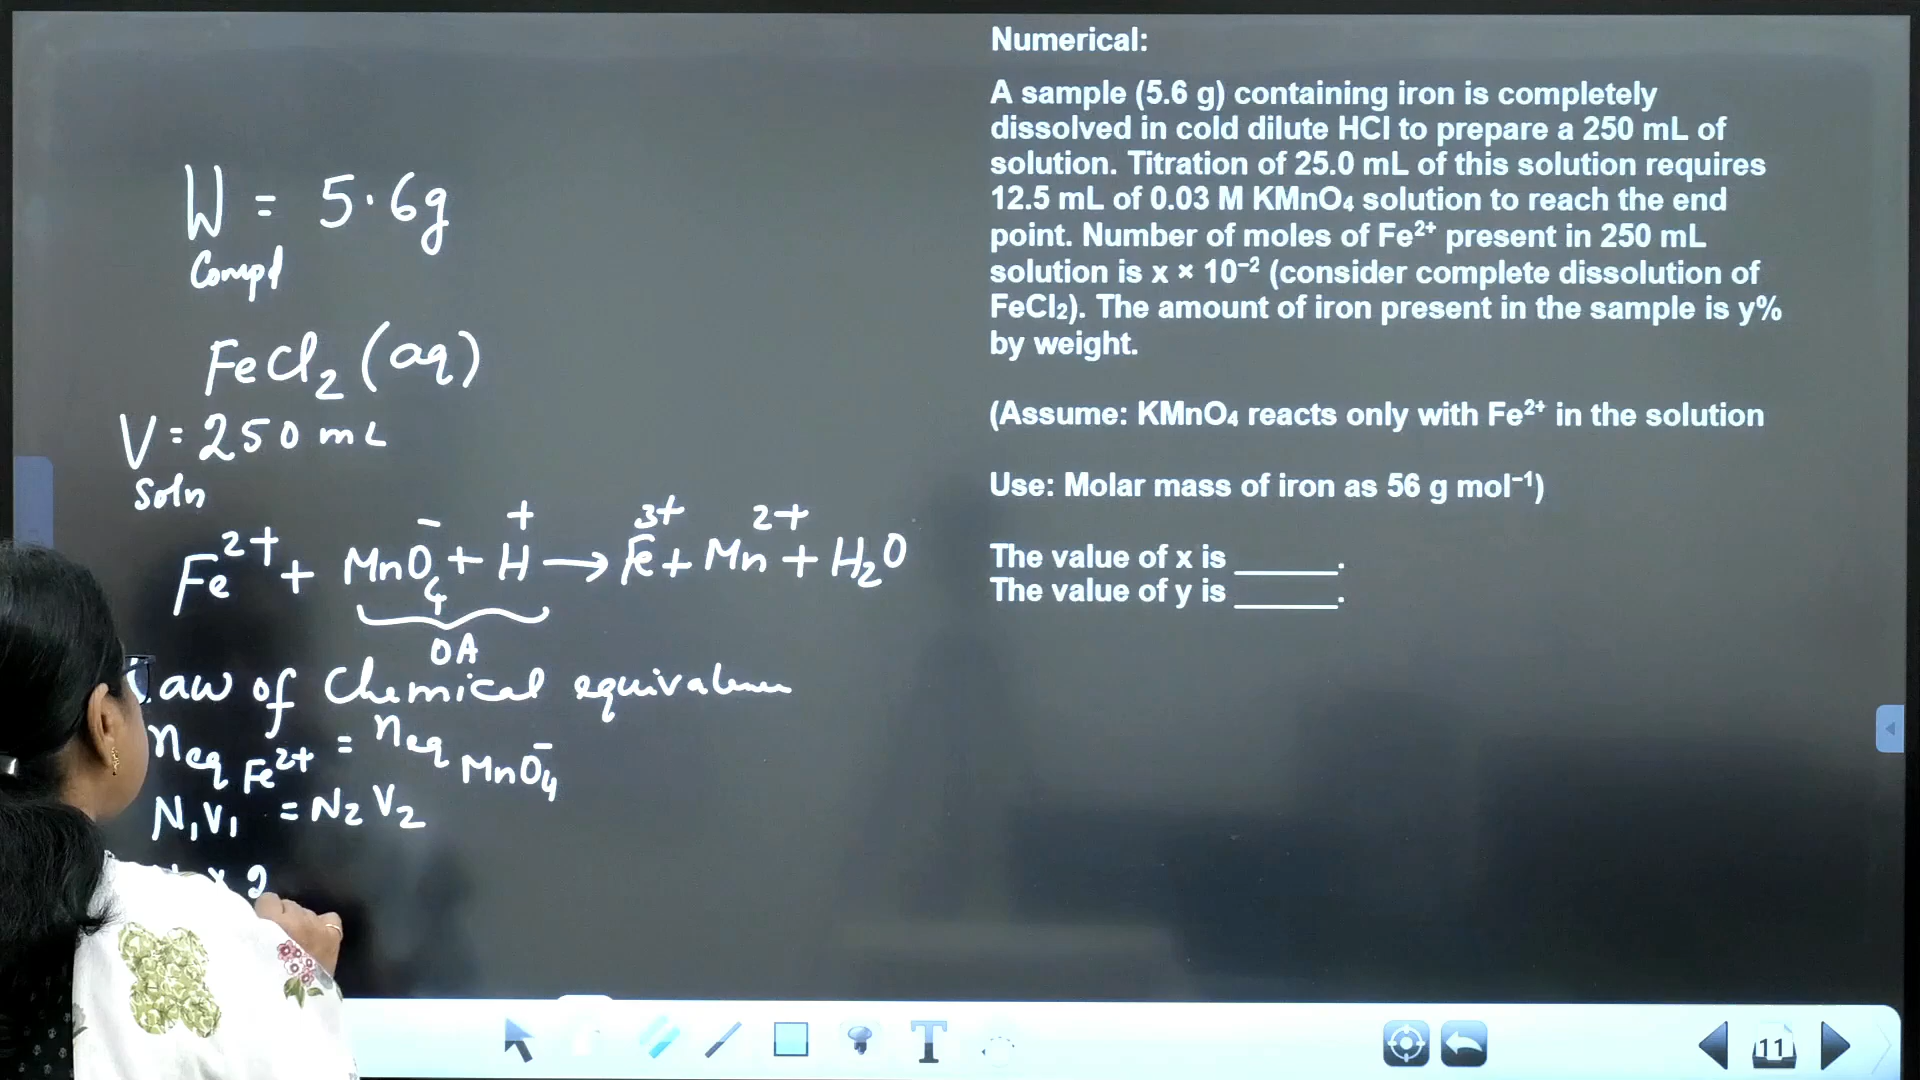 W = 5.6g
Compd
FeCl₂ (aq)
V = 250 mL
Soln
Fe²⁺ + MnO₄⁻ + H⁺ → Fe³⁺ + Mn²⁺ + H₂O
OA
Law of Chemical equivalence
neq Fe²⁺ = neq MnO₄⁻
N₁V₁ = N₂V₂
Numerical:
A sample (5.6 g) containing iron is completely
dissolved in cold dilute HCl to prepare a 250 mL of
solution. Titration of 25.0 mL of this solution requires
12.5 mL of 0.03 M KMnO₄ solution to reach the end
point. Number of moles of Fe²⁺ present in 250 mL
solution is x × 10⁻² (consider complete dissolution of
FeCl₂). The amount of iron present in the sample is y%
by weight.
(Assume: KMnO₄ reacts only with Fe²⁺ in the solution
Use: Molar mass of iron as 56 g mol⁻¹)
The value of x is ______.
The value of y is ______.
T
11